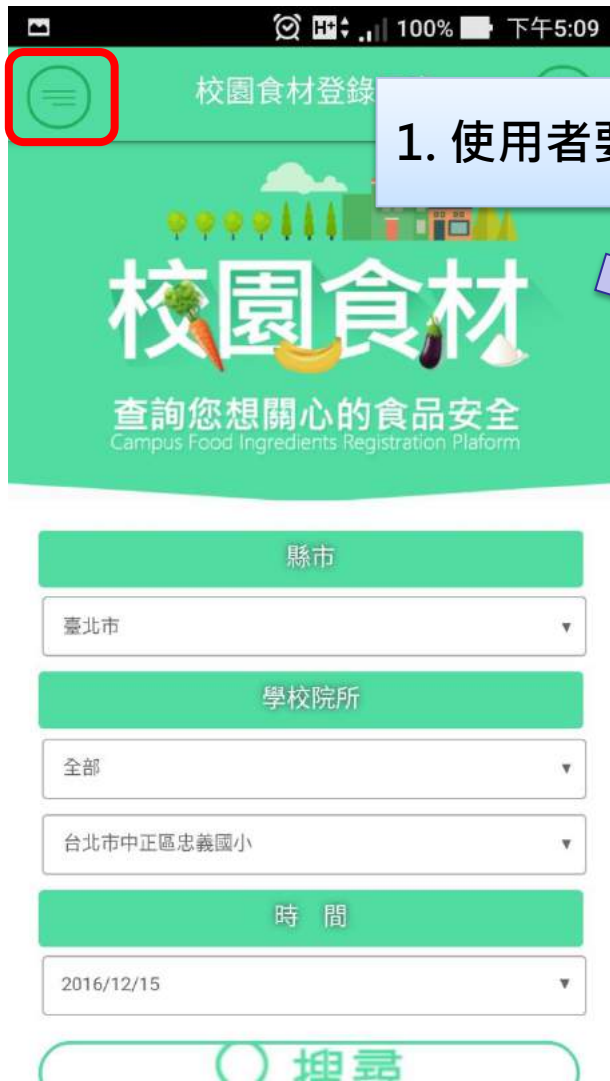 100% 下午5:09
校園食材登錄
1. 使用者
校園食材
查詢您想關心的食品安全
Campus Food Ingredients Registration Plaform
縣市
臺北市
學校院所
全部
台北市中正區忠義國小
時 間
2016/12/15
搜尋